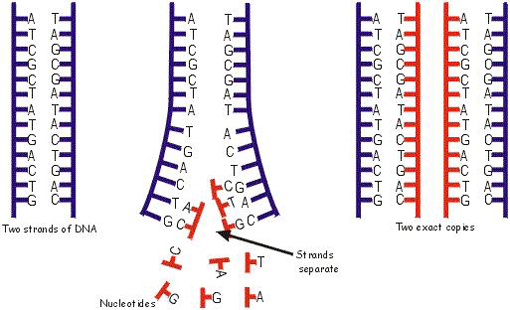 A T C G C T A T G A C T G
T A G C G A T A C T G A C
Two strands of DNA
A T C G C T A T G A C T G
T A G C G A T A C T G A C
A C
C T G
C
G
A
G
T
A
Nucleotides
Strands
separate
A T C G C T A T G A C T G
T A G C G A T A C T G A C
A T C G C T A T G A C T G
T A G C G A T A C T G A C
Two exact copies